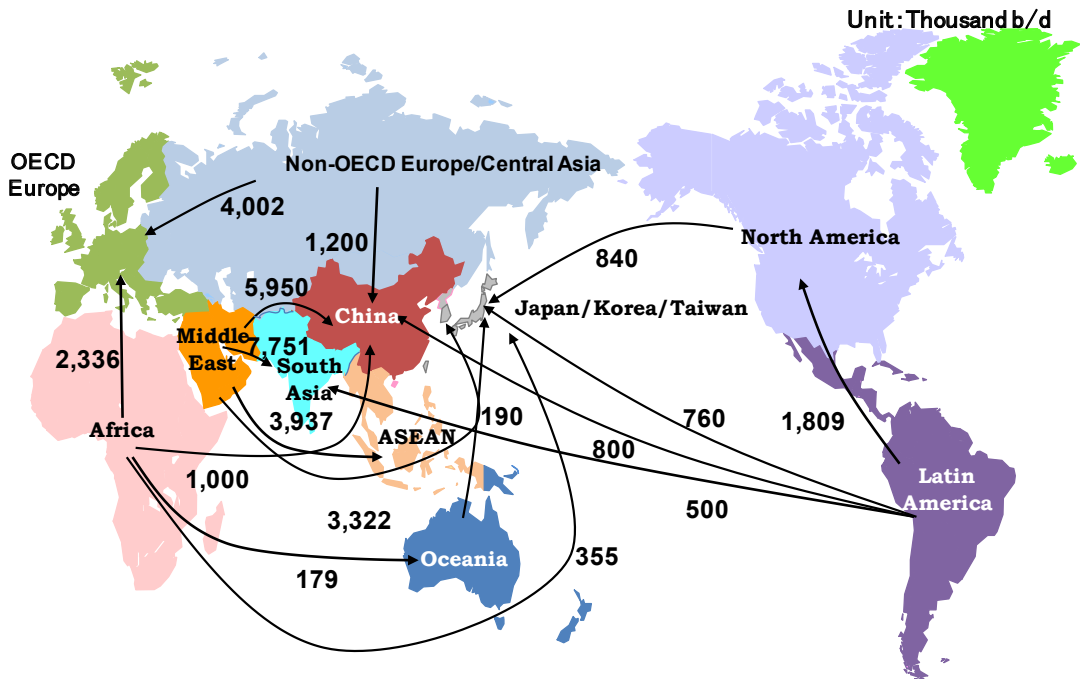 Unit:Thousand b/d
OECD
Europe
Non-OECD Europe/Central Asia
4,002
1,200
North America
840
5,950
Japan/Korea/Taiwan
China
Middle
East
7,751
South
Asia
2,336
3,937
190
760
1,809
Africa
ASEAN
800
1,000
Latin
America
500
3,322
Oceania
355
179